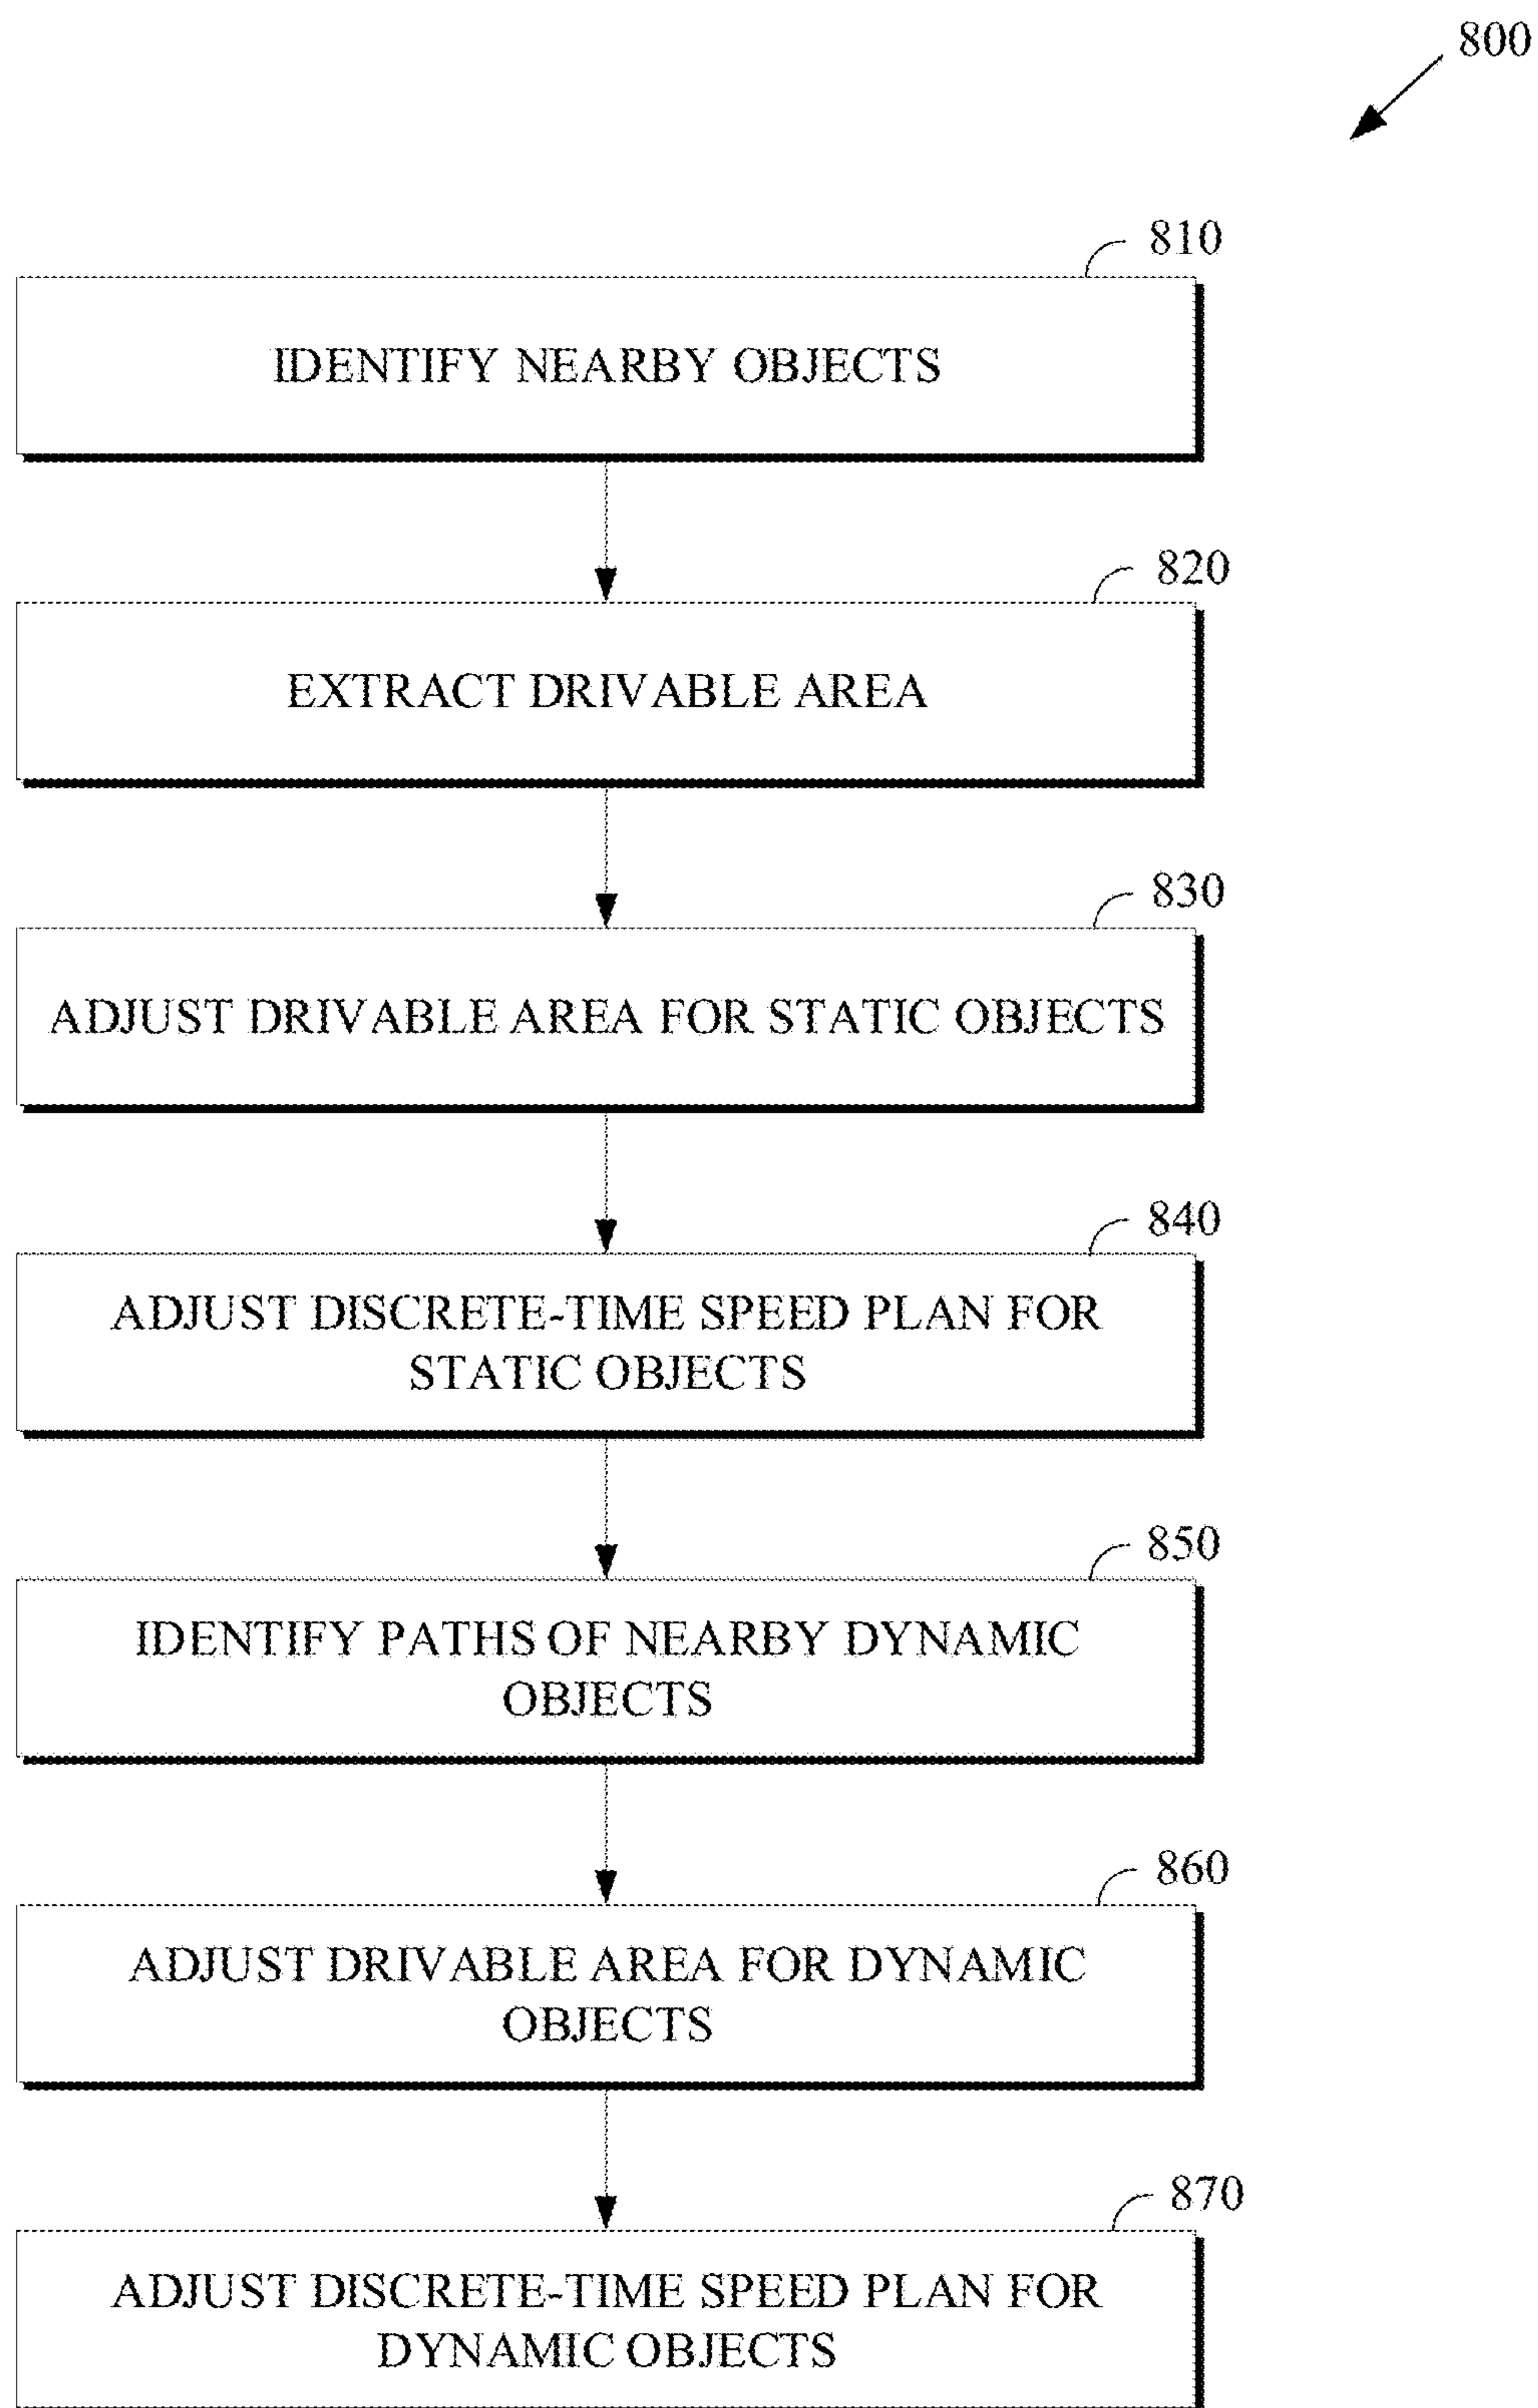 800
810
IDENTIFY NEARBY OBJECTS
820
EXTRACT DRIVABLE AREA
830
ADJUST DRIVABLE AREA FOR STATIC OBJECTS
840
ADJUST DISCRETE-TIME SPEED PLAN FOR
STATIC OBJECTS
850
IDENTIFY PATHS OF NEARBY DYNAMIC
OBJECTS
860
ADJUST DRIVABLE AREA FOR DYNAMIC
OBJECTS
870
ADJUST DISCRETE-TIME SPEED PLAN FOR
DYNAMIC OBJECTS